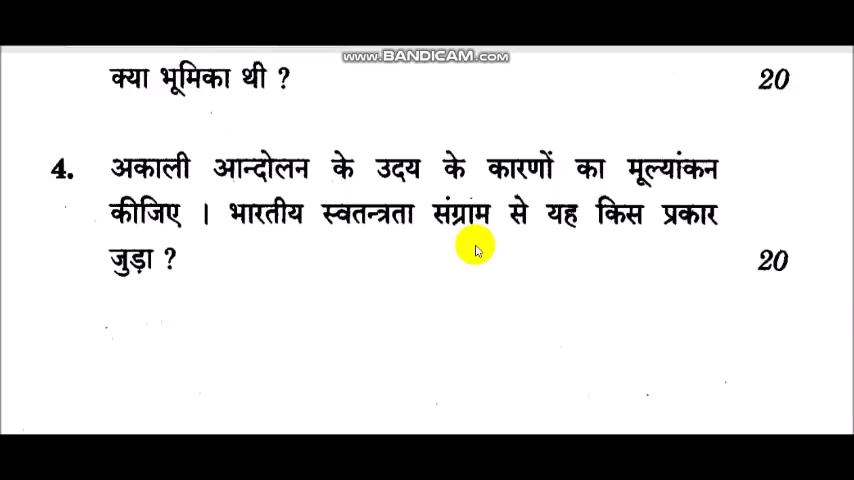 www.BANDICAM.com
क्या भूमिका थी ? 20
4. अकाली आन्दोलन के उदय के कारणों का मूल्यांकन
कीजिए । भारतीय स्वतन्त्रता संग्राम से यह किस प्रकार
जुड़ा ? 20